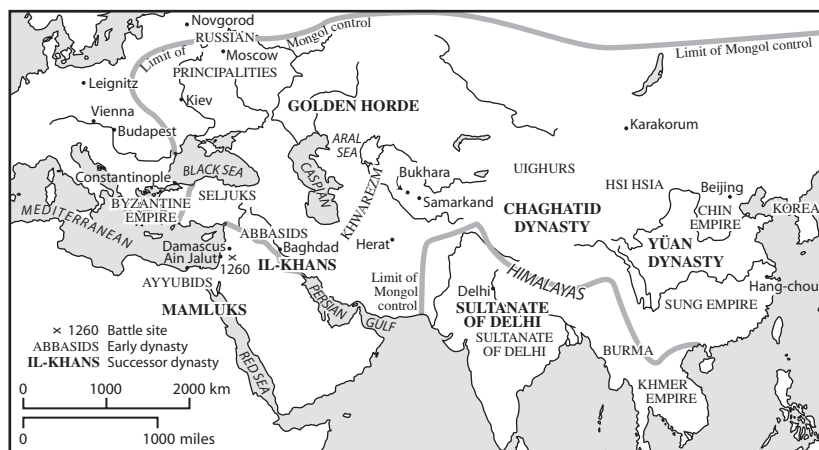 Novgorod
RUSSIAN
Limit of
Mongol control
Limit of Mongol control
Moscow
PRINCIPALITIES
Leignitz
Kiev
GOLDEN HORDE
Vienna
Budapest
Karakorum
ARAL
SEA
Constantinople
BLACK SEA
CASPIAN
Bukhara
UIGHURS
HSI HSIA
Beijing
SELJUKS
Samarkand
BYZANTINE
EMPIRE
MEDITERRANEAN
KHWAREZM
CHAGHATID
DYNASTY
CHIN
EMPIRE
KOREA
ABBASIDS
Damascus
Baghdad
Herat
YÜAN
DYNASTY
Ain Jalut
× 1260
IL-KHANS
Limit of
Mongol
control
HIMALAYAS
Hang-chou
AYYUBIDS
PERSIAN
GULF
Delhi
MAMLUKS
SULTANATE
OF DELHI
SUNG EMPIRE
SULTANATE
OF DELHI
BURMA
RED SEA
KHMER
EMPIRE
× 1260 Battle site
ABBASIDS Early dynasty
IL-KHANS Successor dynasty
0 1000 2000 km
0 1000 miles